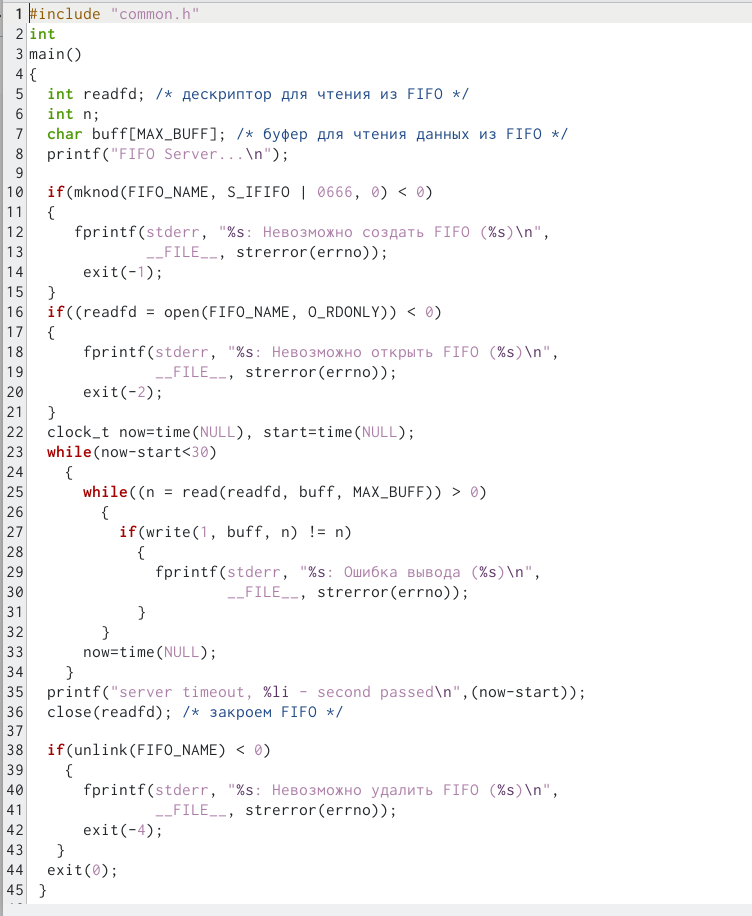 1 #include "common.h"
2 int
3 main()
4 {
5   int readfd; /* дескриптор для чтения из FIFO */
6   int n;
7   char buff[MAX_BUFF]; /* буфер для чтения данных из FIFO */
8   printf("FIFO Server...\n");
9
10   if(mknod(FIFO_NAME, S_IFIFO | 0666, 0) < 0)
11   {
12      fprintf(stderr, "%s: Невозможно создать FIFO (%s)\n",
13              __FILE__, strerror(errno));
14       exit(-1);
15   }
16   if((readfd = open(FIFO_NAME, O_RDONLY)) < 0)
17   {
18       fprintf(stderr, "%s: Невозможно открыть FIFO (%s)\n",
19               __FILE__, strerror(errno));
20       exit(-2);
21   }
22   clock_t now=time(NULL), start=time(NULL);
23   while(now-start<30)
24     {
25       while((n = read(readfd, buff, MAX_BUFF)) > 0)
26         {
27           if(write(1, buff, n) != n)
28             {
29               fprintf(stderr, "%s: Ошибка вывода (%s)\n",
30                       __FILE__, strerror(errno));
31             }
32         }
33       now=time(NULL);
34     }
35   printf("server timeout, %li - second passed\n",(now-start));
36   close(readfd); /* закроем FIFO */
37
38   if(unlink(FIFO_NAME) < 0)
39     {
40       fprintf(stderr, "%s: Невозможно удалить FIFO (%s)\n",
41               __FILE__, strerror(errno));
42       exit(-4);
43    }
44   exit(0);
45  }